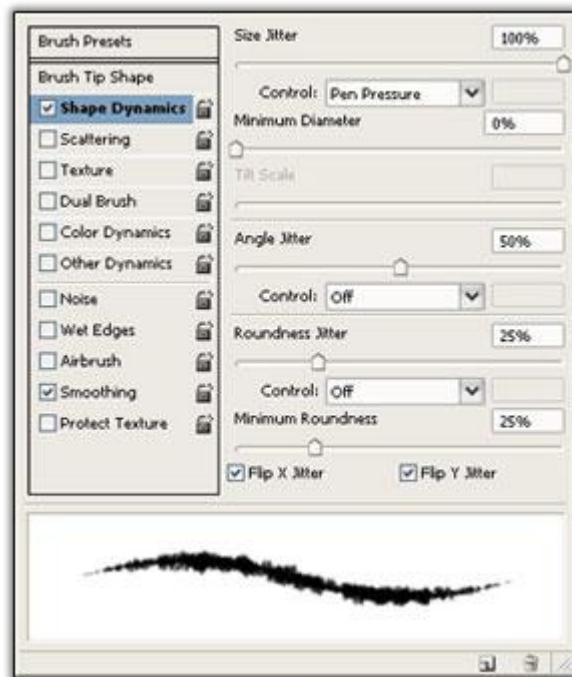 Brush Presets
Brush Tip Shape
Shape Dynamics
Scattering
Texture
Dual Brush
Color Dynamics
Other Dynamics
Noise
Wet Edges
Airbrush
Smoothing
Protect Texture
Size Jitter 100%
Control: Pen Pressure
Minimum Diameter 0%
Tilt Scale
Angle Jitter 50%
Control: Off
Roundness Jitter 25%
Control: Off
Minimum Roundness 25%
Flip X Jitter Flip Y Jitter